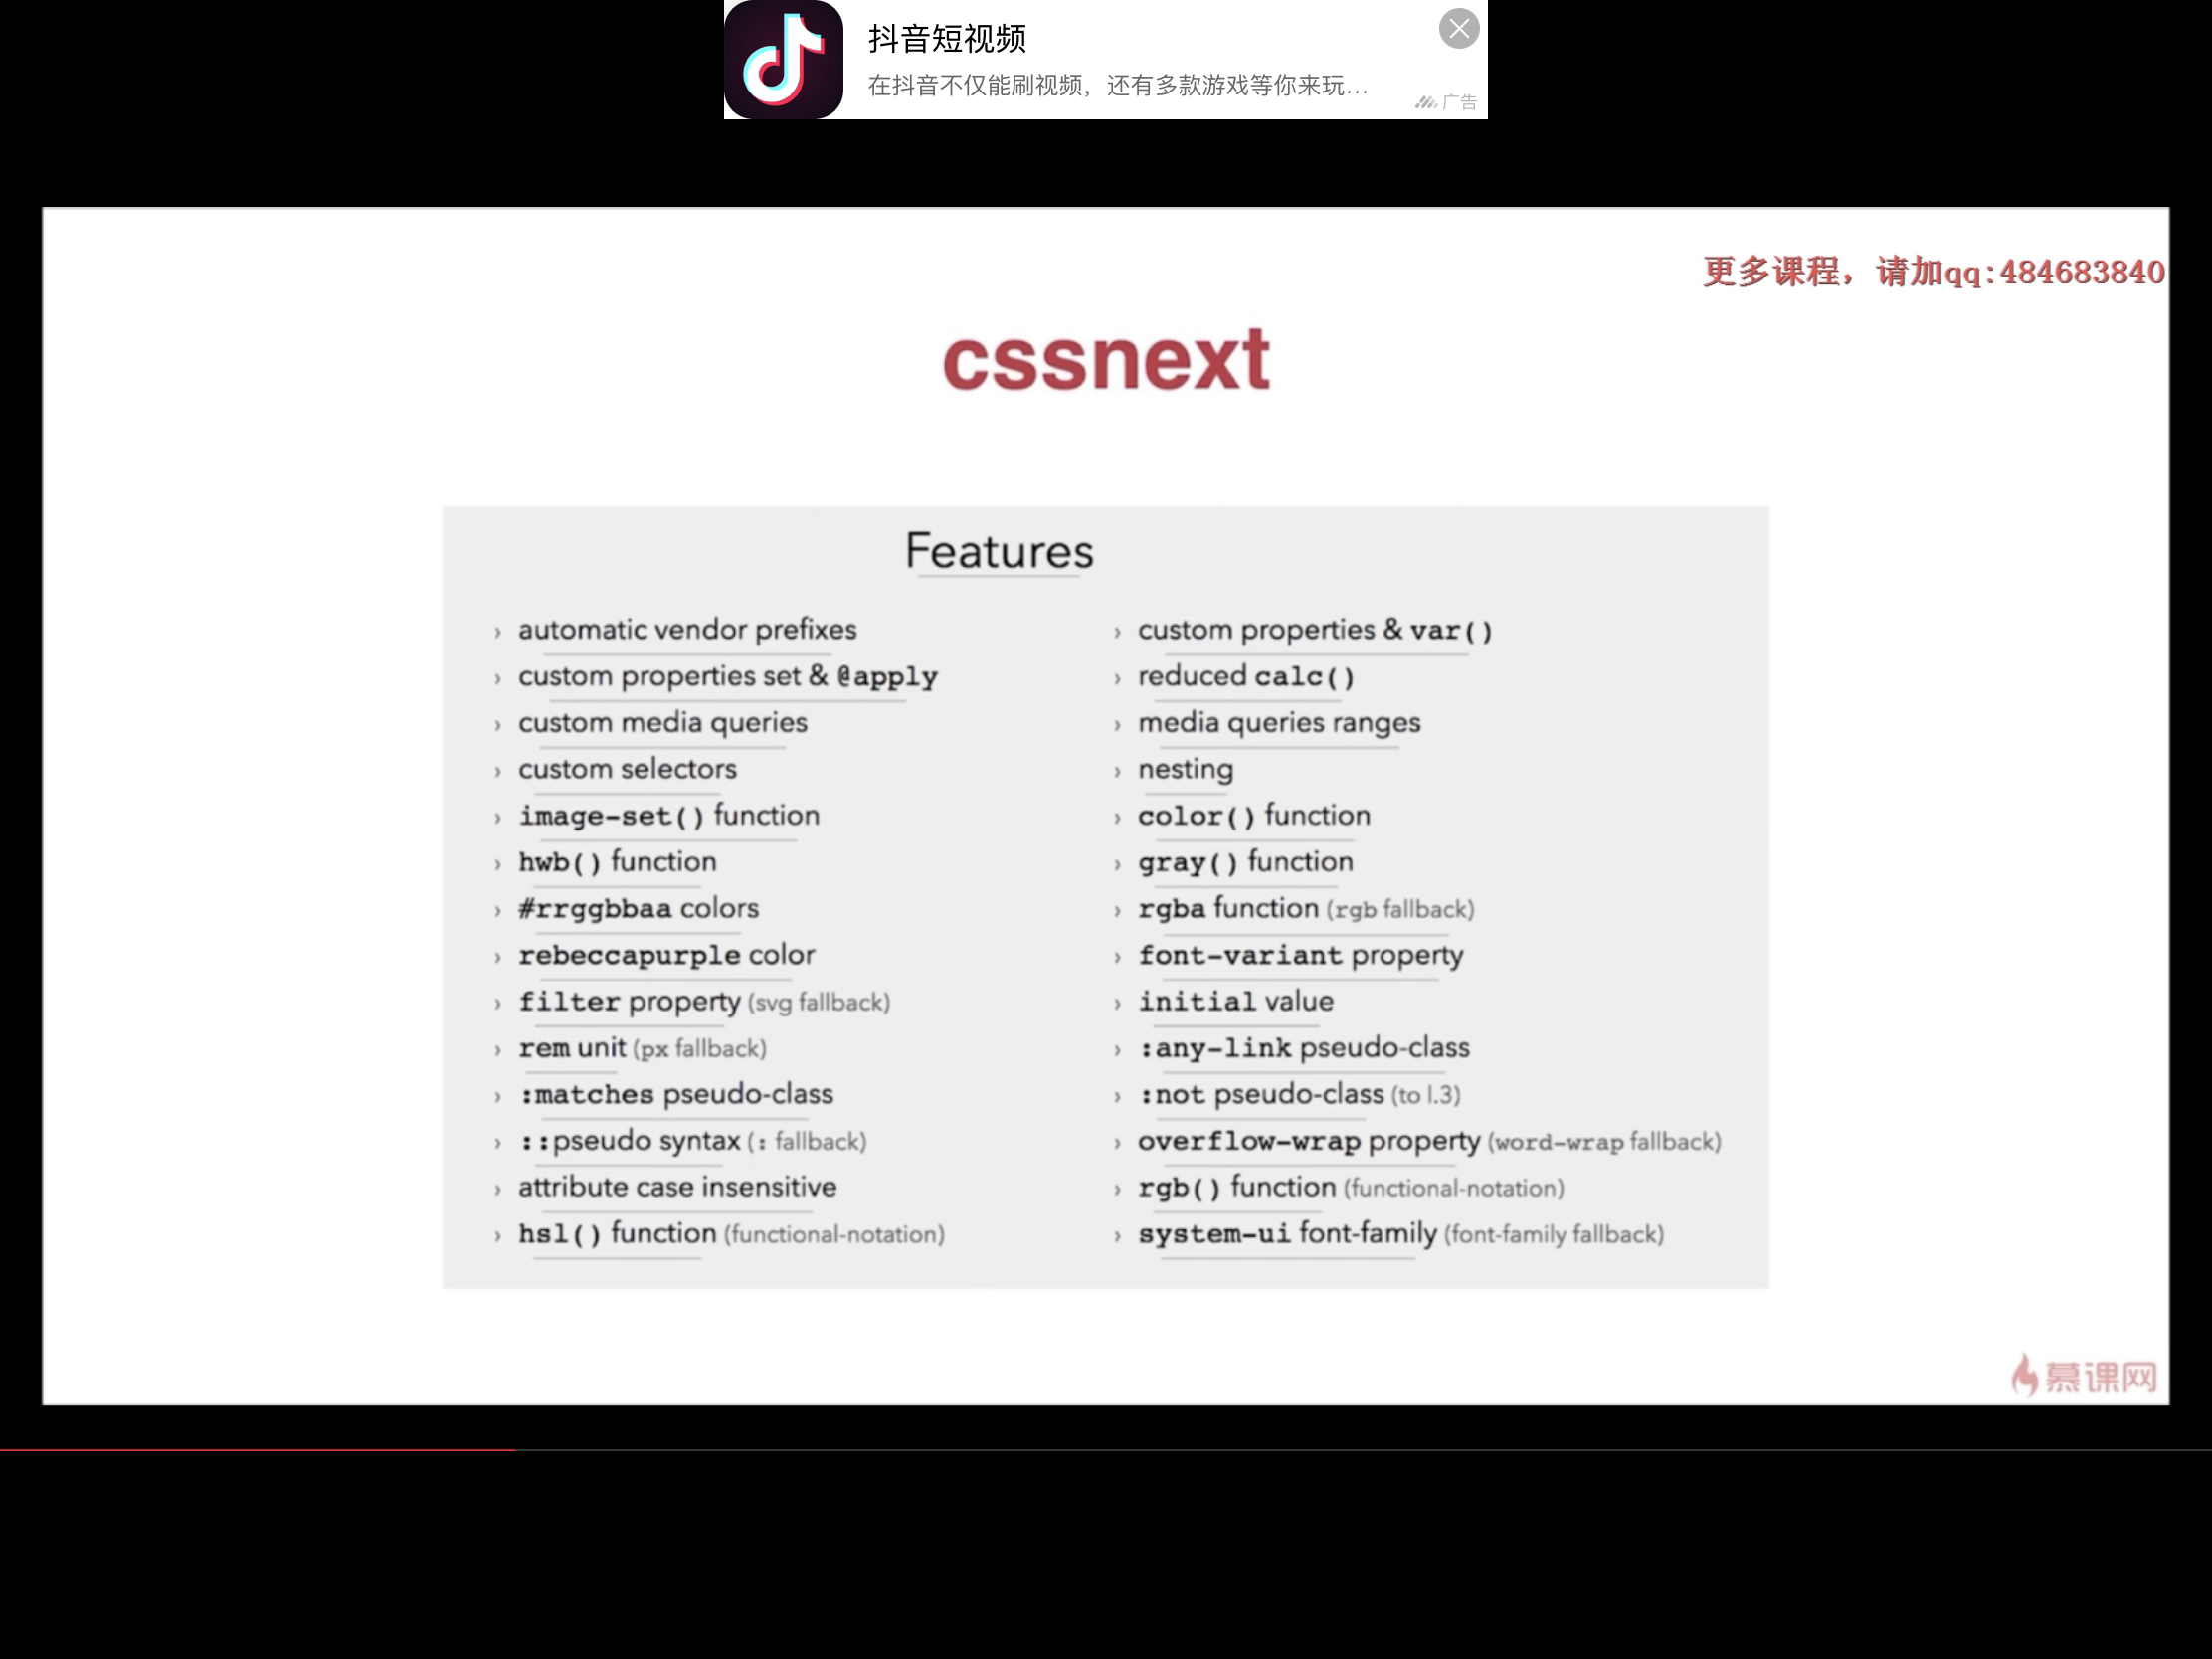 抖音短视频
在抖音不仅能刷视频，还有多款游戏等你来玩...
广告
更多课程，请加qq:484683840
cssnext
Features
› automatic vendor prefixes
› custom properties & var()
› custom properties set & @apply
› reduced calc()
› custom media queries
› media queries ranges
› custom selectors
› nesting
› image-set() function
› color() function
› hwb() function
› gray() function
› #rrggbbaa colors
› rgba function (rgb fallback)
› rebeccapurple color
› font-variant property
› filter property (svg fallback)
› initial value
› rem unit (px fallback)
› :any-link pseudo-class
› :matches pseudo-class
› :not pseudo-class (to l.3)
› ::pseudo syntax (: fallback)
› overflow-wrap property (word-wrap fallback)
› attribute case insensitive
› rgb() function (functional-notation)
› hsl() function (functional-notation)
› system-ui font-family (font-family fallback)
慕课网